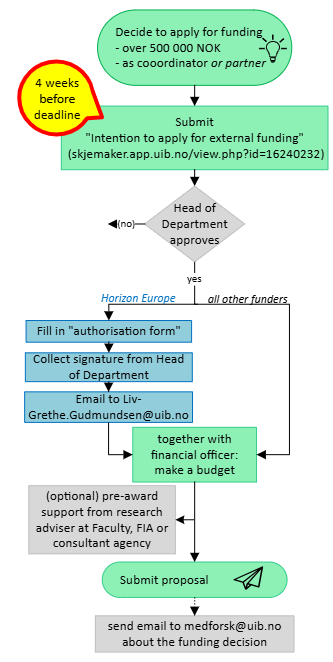 Decide to apply for funding
- over 500 000 NOK
- as cooordinator or partner
4 weeks
before
deadline
Submit
"Intention to apply for external funding"
(skjemaker.app.uib.no/view.php?id=16240232)
Head of
Department
approves
(no)
yes
Horizon Europe
all other funders
Fill in "authorisation form"
Collect signature from Head
of Department
Email to Liv-
Grethe.Gudmundsen@uib.no
together with
financial officer:
make a budget
(optional) pre-award
support from research
adviser at Faculty, FIA or
consultant agency
Submit proposal
send email to medforsk@uib.no
about the funding decision